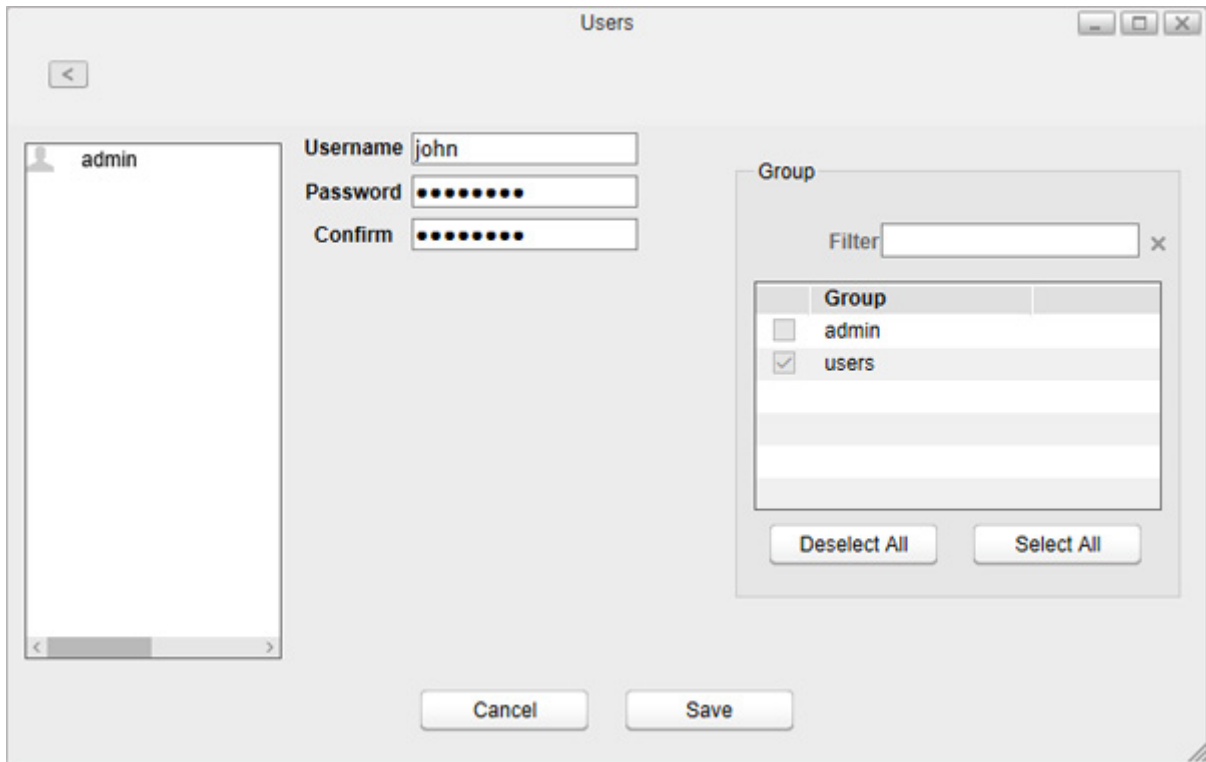 Users
<
admin
Username john
Password ••••••••
Confirm ••••••••
Group
Filter
Group
admin
users
Deselect All Select All
Cancel Save